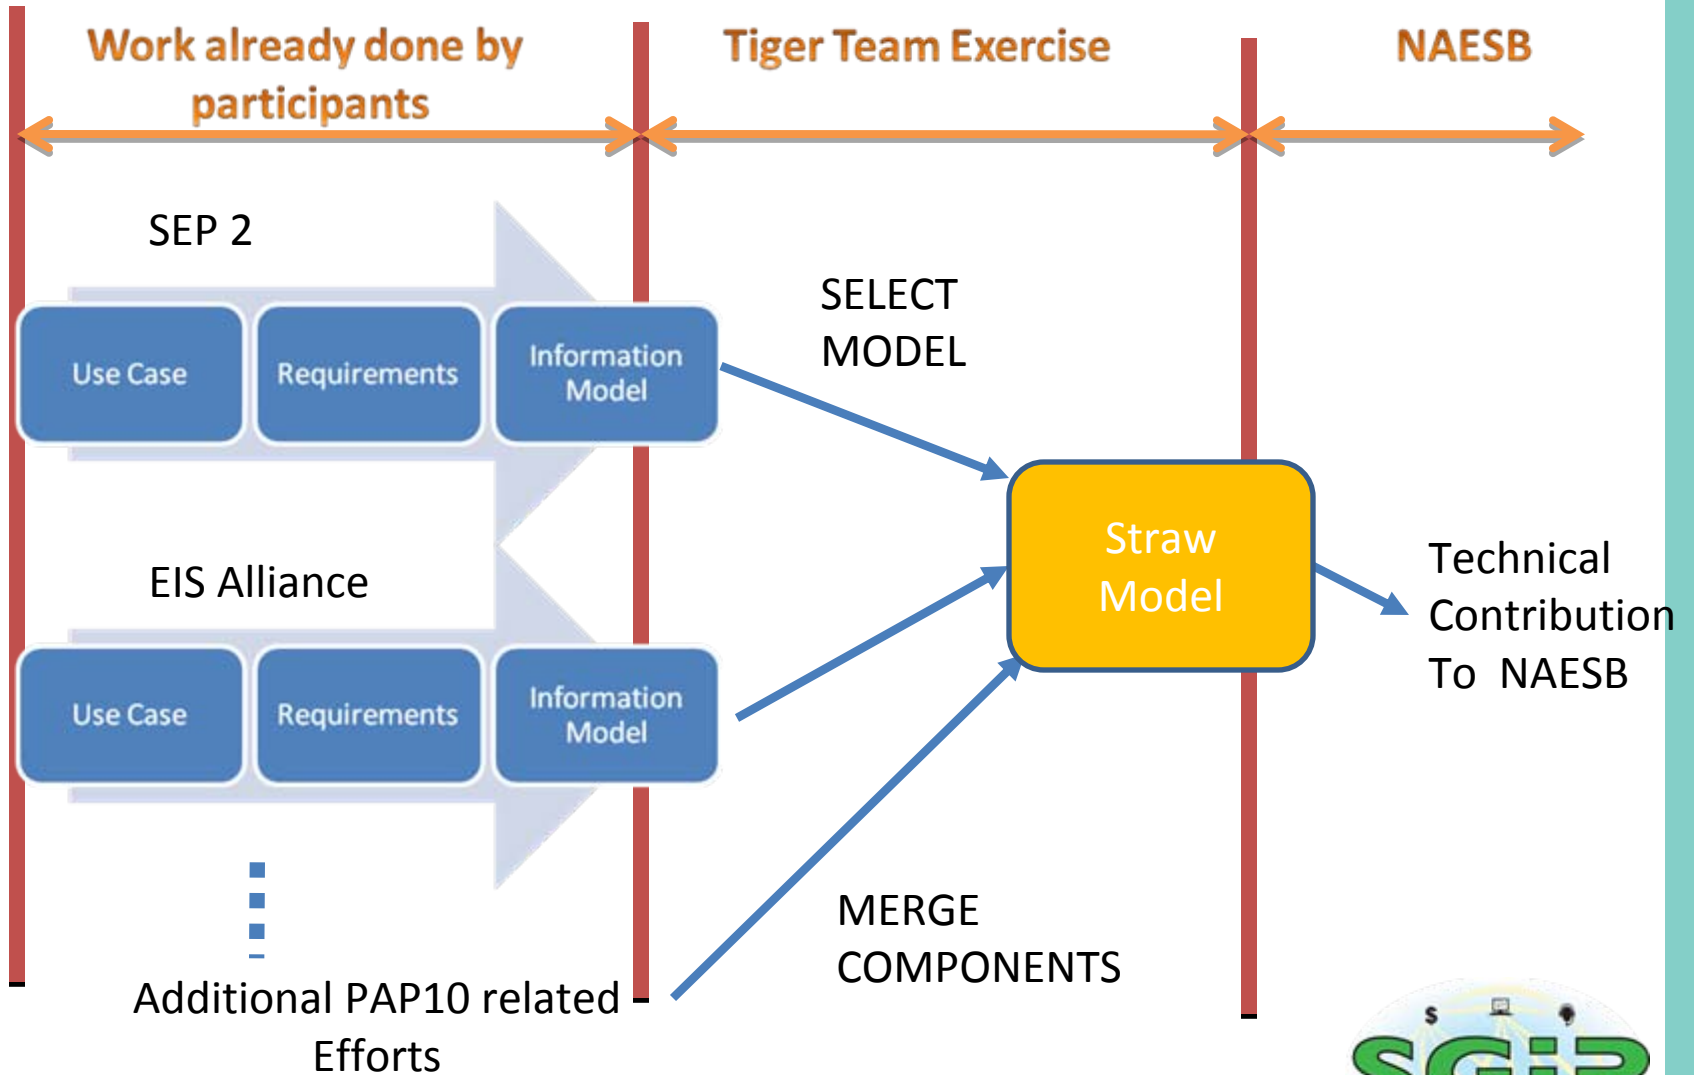 Work already done by
participants
Tiger Team Exercise
NAESB
SEP 2
Use Case
Requirements
Information
Model
SELECT
MODEL
EIS Alliance
Use Case
Requirements
Information
Model
Straw
Model
Technical
Contribution
To NAESB
MERGE
COMPONENTS
Additional PAP10 related
Efforts
$
SGiP